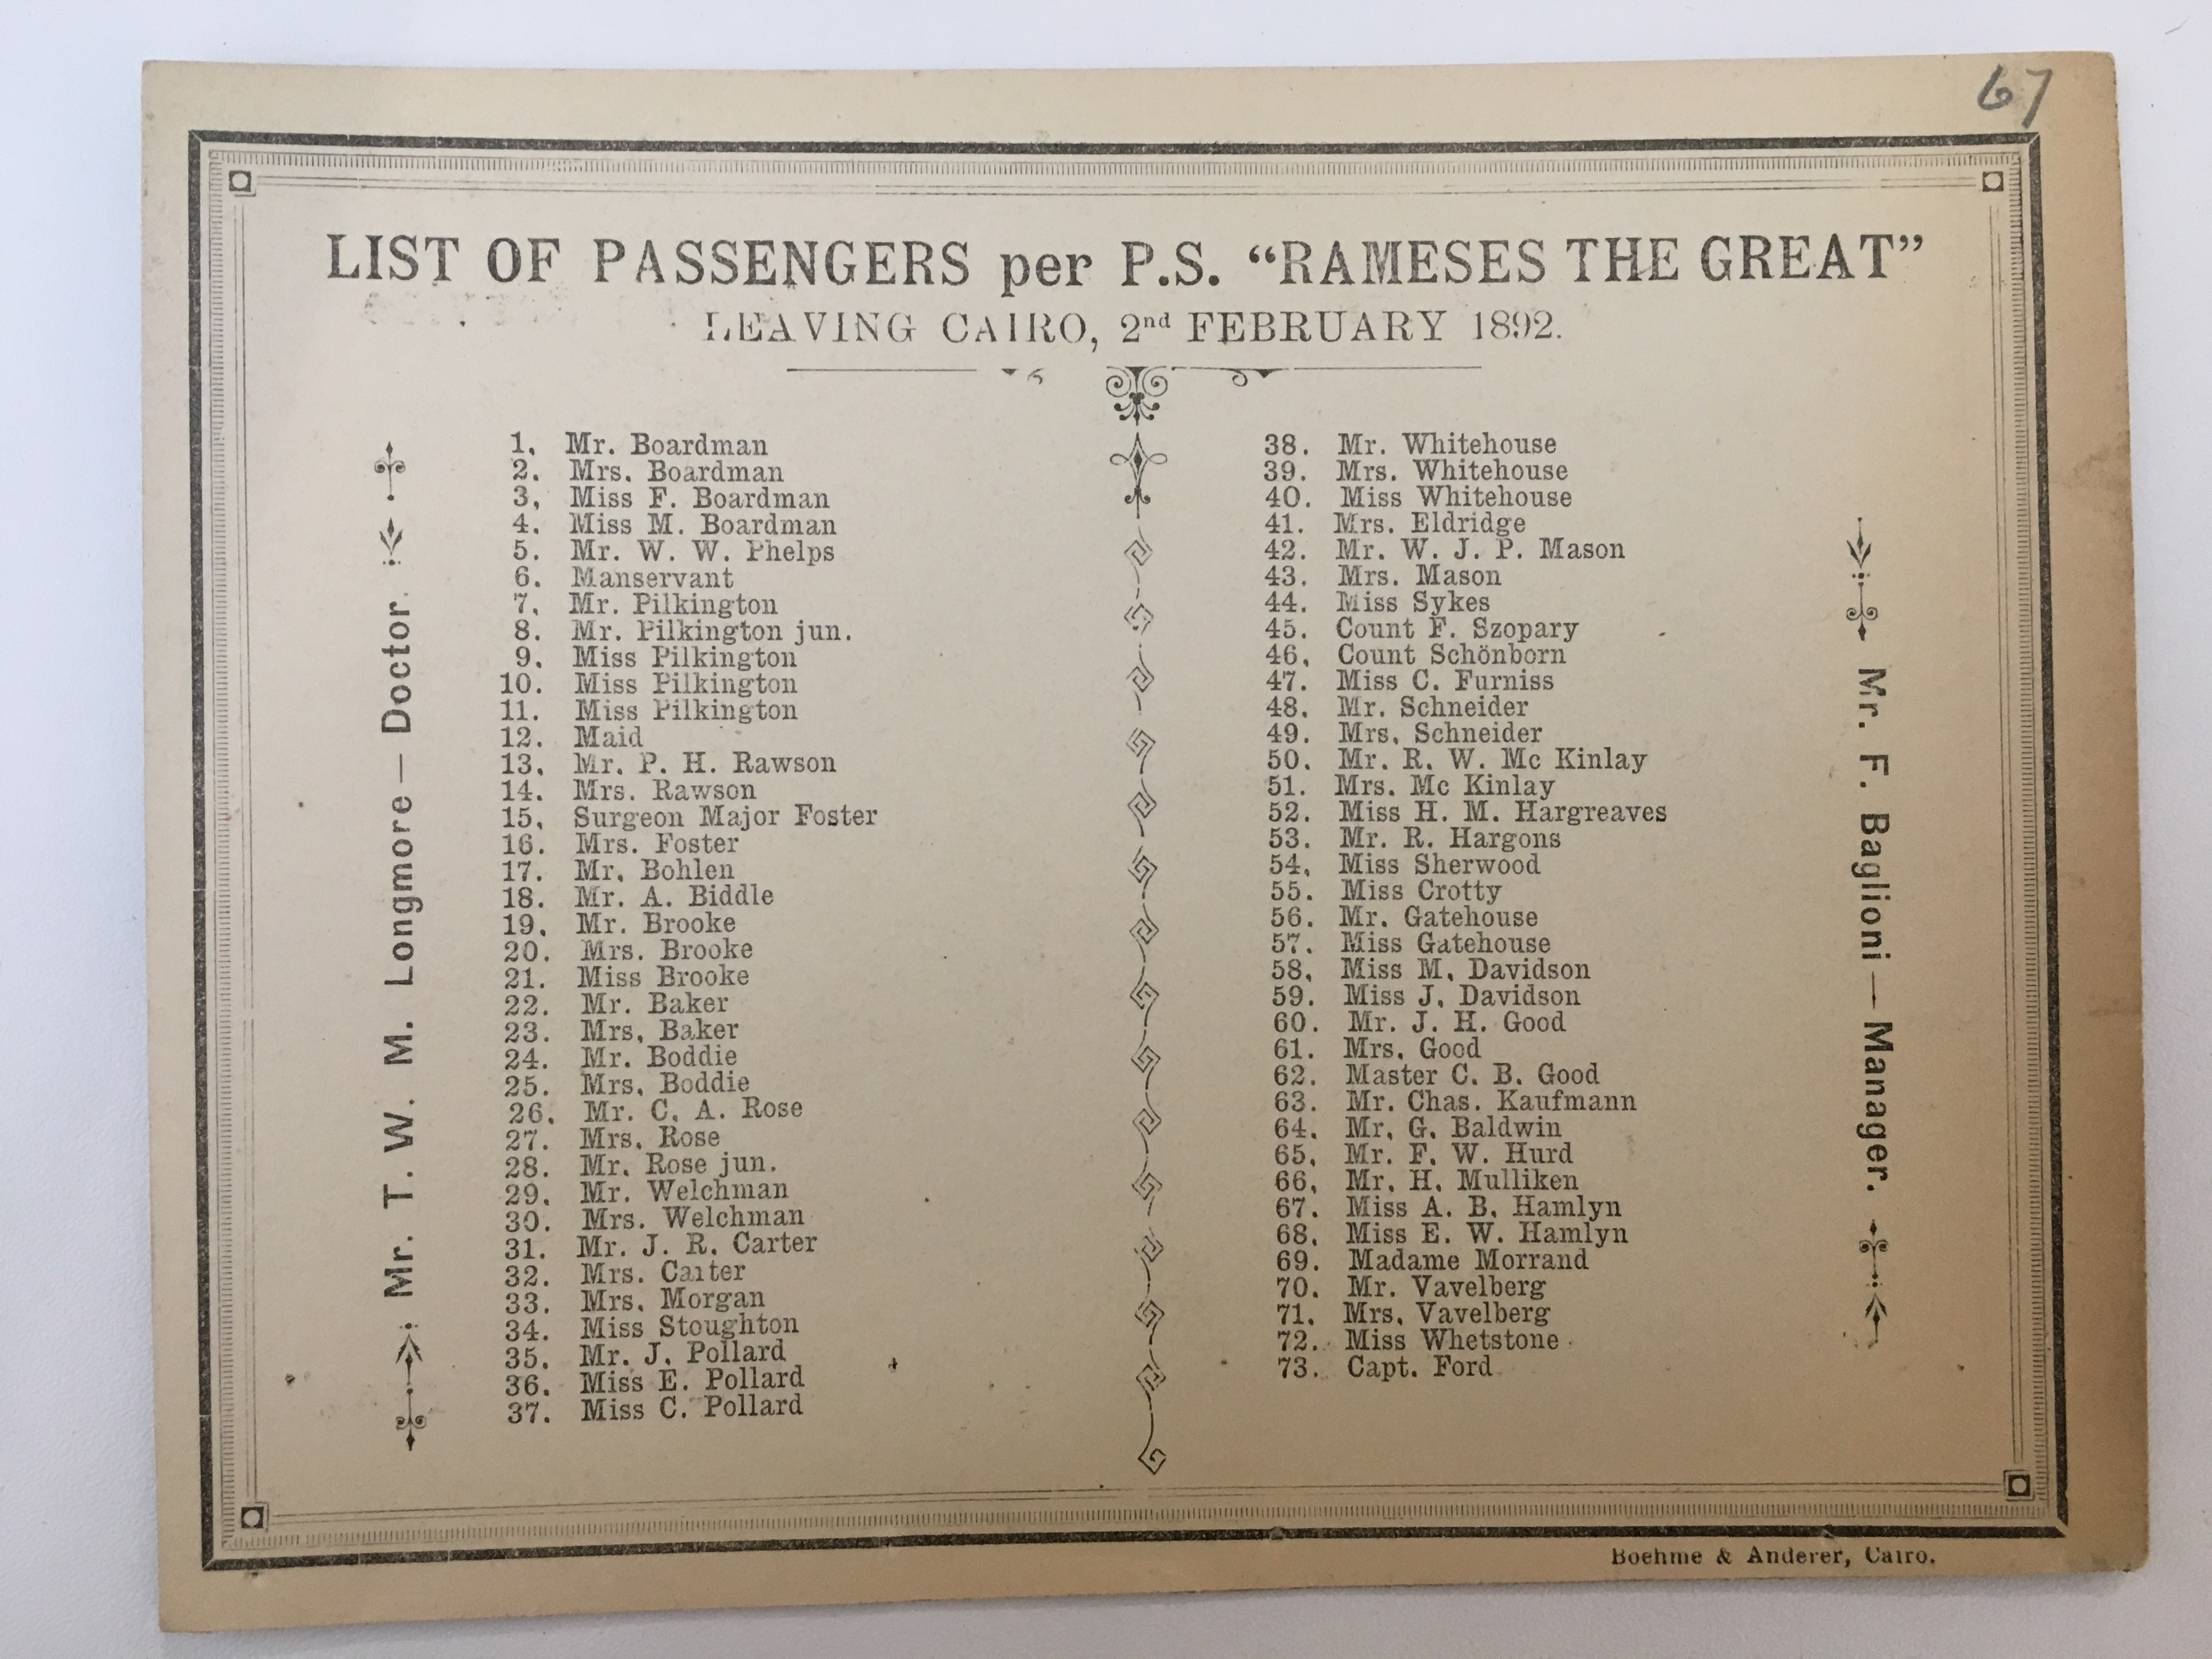 67
LIST OF PASSENGERS per P.S. “RAMESES THE GREAT”
LEAVING CAIRO, 2nd FEBRUARY 1892.
Mr. T. W. M. Longmore — Doctor.
1. Mr. Boardman
2. Mrs. Boardman
3, Miss F. Boardman
4. Miss M. Boardman
5. Mr. W. W. Phelps
6. Manservant
7, Mr. Pilkington
8. Mr. Pilkington jun.
9, Miss Pilkington
10. Miss Pilkington
11. Miss Pilkington
12. Maid
13, Mr. P. H. Rawson
14. Mrs. Rawson
15, Surgeon Major Foster
16. Mrs. Foster
17. Mr, Bohlen
18. Mr. A. Biddle
19, Mr. Brooke
20. Mrs. Brooke
21. Miss Brooke
22. Mr. Baker
23. Mrs, Baker
24. Mr. Boddie
25. Mrs, Boddie
26, Mr. C, A. Rose
27. Mrs, Rose
28. Mr. Rose jun.
29. Mr. Welchman
30. Mrs. Welchman
31. Mr. J. R. Carter
32. Mrs. Carter
33. Mrs, Morgan
34. Miss Stoughton
35. Mr. J, Pollard
36. Miss E. Pollard
37. Miss C. Pollard
38. Mr. Whitehouse
39. Mrs. Whitehouse
40. Miss Whitehouse
41. Mrs. Eldridge
42. Mr. W. J. P. Mason
43. Mrs. Mason
44. Miss Sykes
45. Count F. Szopary
46, Count Schönborn
47. Miss C. Furniss
48. Mr. Schneider
49. Mrs, Schneider
50. Mr. R. W. Mc Kinlay
51. Mrs. Mc Kinlay
52. Miss H. M. Hargreaves
53. Mr. R. Hargons
54, Miss Sherwood
55. Miss Crotty
56. Mr. Gatehouse
57. Miss Gatehouse
58, Miss M, Davidson
59. Miss J, Davidson
60. Mr. J. H. Good
61. Mrs, Good
62. Master C. B. Good
63. Mr. Chas. Kaufmann
64, Mr, G, Baldwin
65, Mr. F, W. Hurd
66, Mr, H, Mulliken
67. Miss A. B, Hamlyn
68, Miss E. W. Hamlyn
69. Madame Morrand
70. Mr. Vavelberg
71, Mrs, Vavelberg
72. Miss Whetstone
73. Capt. Ford
Mr. F. Baglioni — Manager.
Boehme & Anderer, Cairo.